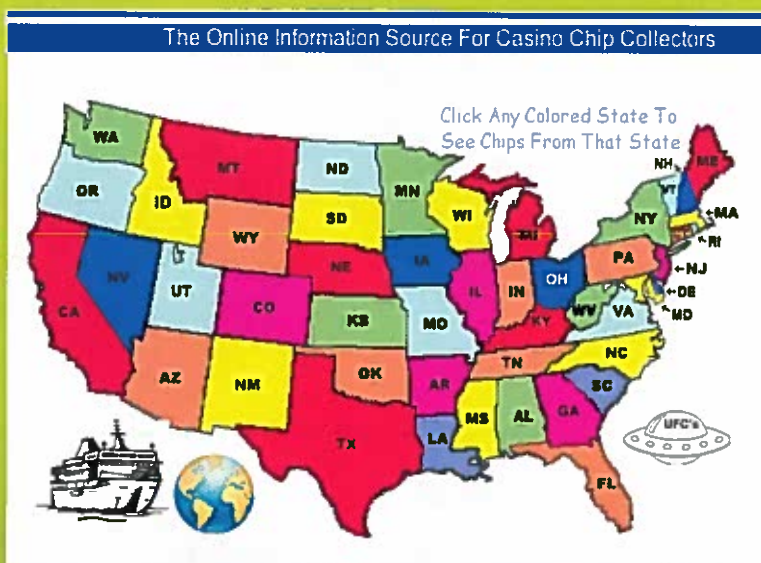 The Online Information Source For Casino Chip Collectors
Click Any Colored State To
See Chips From That State
WA
MT
ND
MN
NH
VT
ME
OR
ID
SD
WI
MI
NY
MA
RI
WY
NE
IA
IL
IN
OH
PA
NJ
DE
MD
NV
UT
CO
KS
MO
KY
WV
VA
CA
AZ
NM
OK
AR
TN
NC
SC
TX
LA
MS
AL
GA
UFC's
FL